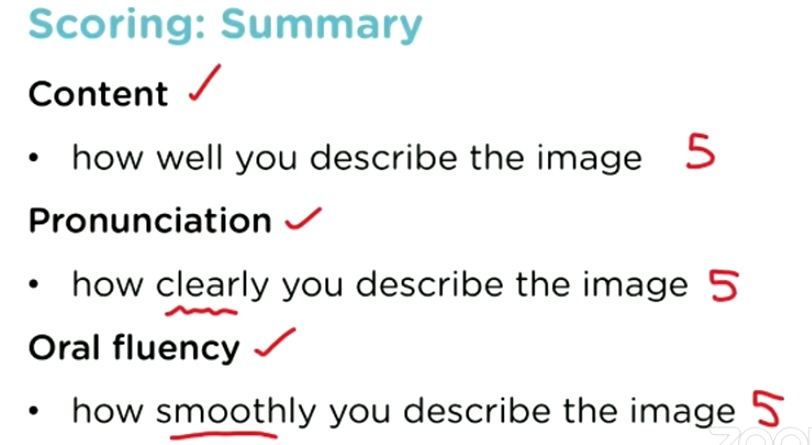 Scoring: Summary
Content
• how well you describe the image 5
Pronunciation
• how clearly you describe the image 5
Oral fluency
• how smoothly you describe the image 5
zoo